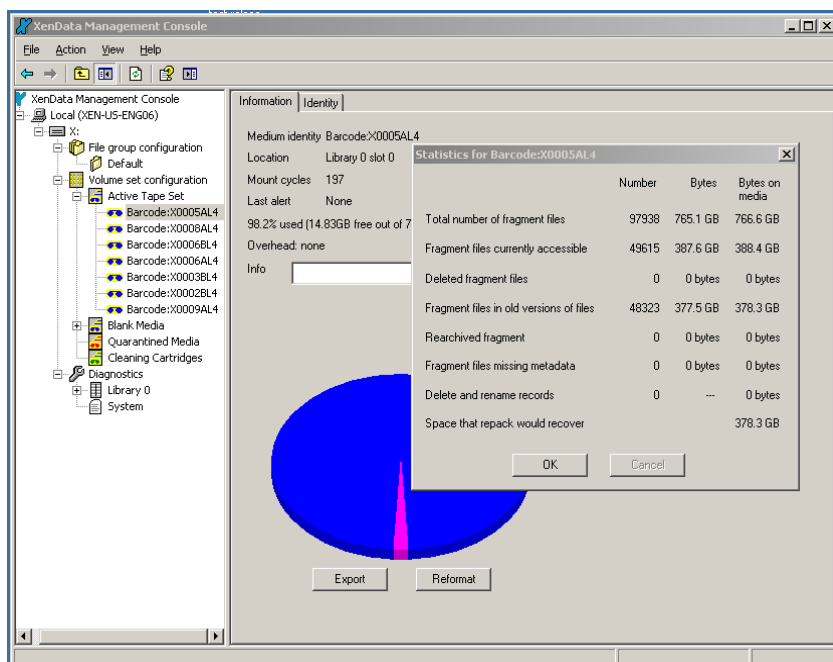 XenData Management Console
File Action View Help
XenData Management Console
Local (XEN-US-ENG06)
X:
File group configuration
Default
Volume set configuration
Active Tape Set
Barcode:X0005AL4
Barcode:X0008AL4
Barcode:X0006BL4
Barcode:X0006AL4
Barcode:X0003BL4
Barcode:X0002BL4
Barcode:X0009AL4
Blank Media
Quarantined Media
Cleaning Cartridges
Diagnostics
Library 0
System
Information Identity
Medium identity Barcode:X0005AL4
Location Library 0 slot 0
Mount cycles 197
Last alert None
98.2% used (14.83GB free out of 7
Overhead: none
Info
Export Reformat
Statistics for Barcode:X0005AL4
Number Bytes Bytes on media
Total number of fragment files 97938 765.1 GB 766.6 GB
Fragment files currently accessible 49615 387.6 GB 388.4 GB
Deleted fragment files 0 0 bytes 0 bytes
Fragment files in old versions of files 48323 377.5 GB 378.3 GB
Rearchived fragment 0 0 bytes 0 bytes
Fragment files missing metadata 0 0 bytes 0 bytes
Delete and rename records 0 --- 0 bytes
Space that repack would recover 378.3 GB
OK Cancel